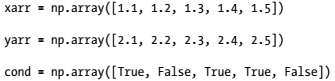 xarr = np.array([1.1, 1.2, 1.3, 1.4, 1.5])
yarr = np.array([2.1, 2.2, 2.3, 2.4, 2.5])
cond = np.array([True, False, True, True, False])